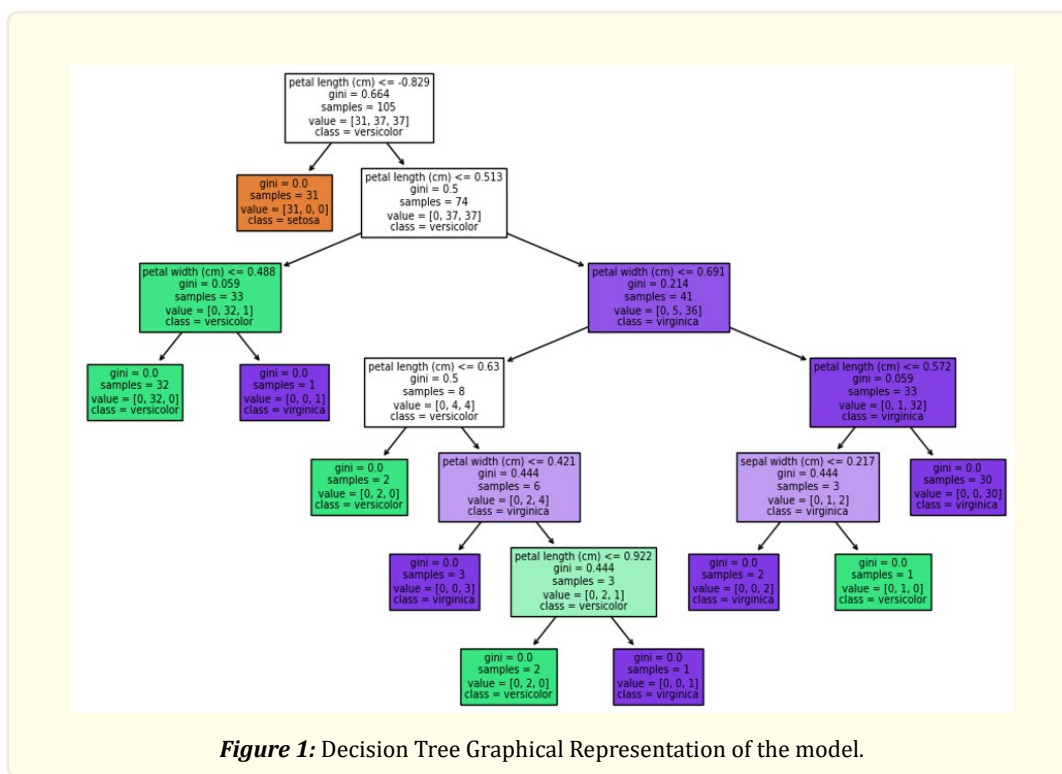 petal length (cm) <= -0.829
gini = 0.664
samples = 105
value = [31, 37, 37]
class = versicolor
gini = 0.0
samples = 31
value = [31, 0, 0]
class = setosa
petal length (cm) <= 0.513
gini = 0.5
samples = 74
value = [0, 37, 37]
class = versicolor
petal width (cm) <= 0.488
gini = 0.059
samples = 33
value = [0, 32, 1]
class = versicolor
petal width (cm) <= 0.691
gini = 0.214
samples = 41
value = [0, 5, 36]
class = virginica
gini = 0.0
samples = 32
value = [0, 32, 0]
class = versicolor
gini = 0.0
samples = 1
value = [0, 0, 1]
class = virginica
petal length (cm) <= 0.63
gini = 0.5
samples = 8
value = [0, 4, 4]
class = versicolor
petal length (cm) <= 0.572
gini = 0.059
samples = 33
value = [0, 1, 32]
class = virginica
gini = 0.0
samples = 2
value = [0, 2, 0]
class = versicolor
petal width (cm) <= 0.421
gini = 0.444
samples = 6
value = [0, 2, 4]
class = virginica
sepal width (cm) <= 0.217
gini = 0.444
samples = 3
value = [0, 1, 2]
class = virginica
gini = 0.0
samples = 30
value = [0, 0, 30]
class = virginica
gini = 0.0
samples = 3
value = [0, 0, 3]
class = virginica
petal length (cm) <= 0.922
gini = 0.444
samples = 3
value = [0, 2, 1]
class = versicolor
gini = 0.0
samples = 2
value = [0, 0, 2]
class = virginica
gini = 0.0
samples = 1
value = [0, 1, 0]
class = versicolor
gini = 0.0
samples = 2
value = [0, 2, 0]
class = versicolor
gini = 0.0
samples = 1
value = [0, 0, 1]
class = virginica
Figure 1: Decision Tree Graphical Representation of the model.